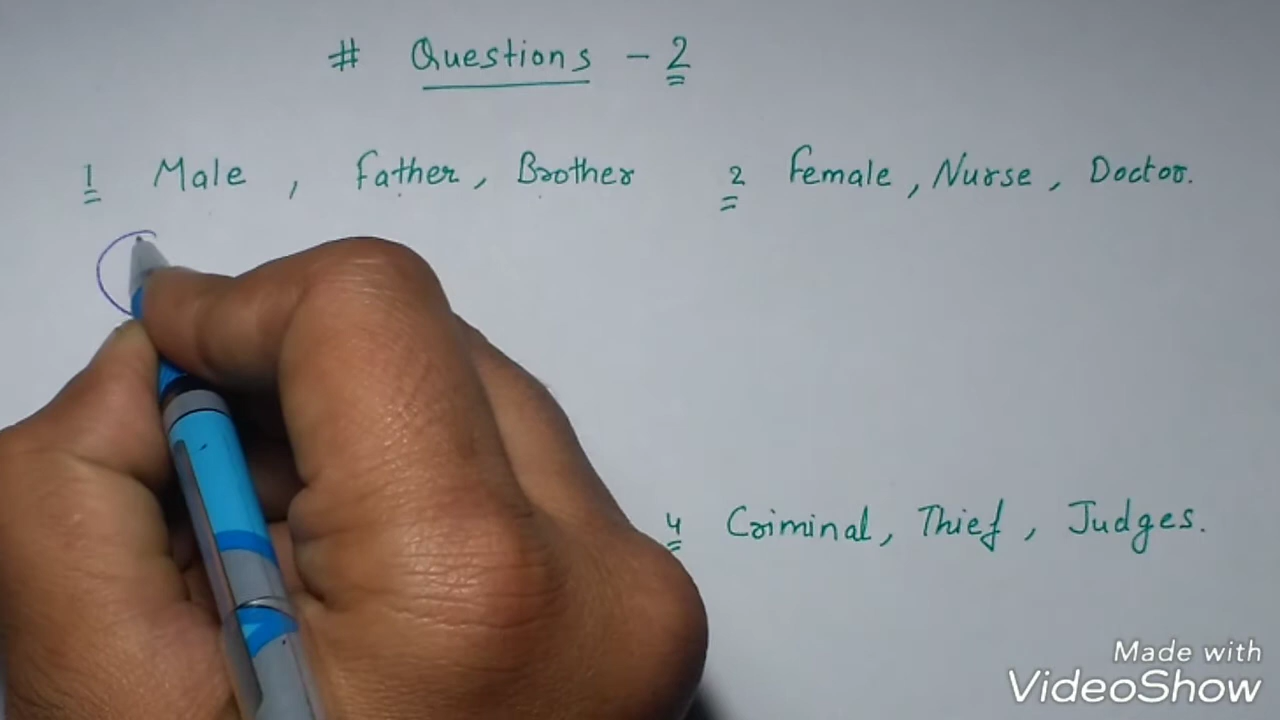 # Questions - 2
1 Male , Father , Brother
2 Female , Nurse , Doctor.
4 Criminal , Thief , Judges.
Made with
VideoShow